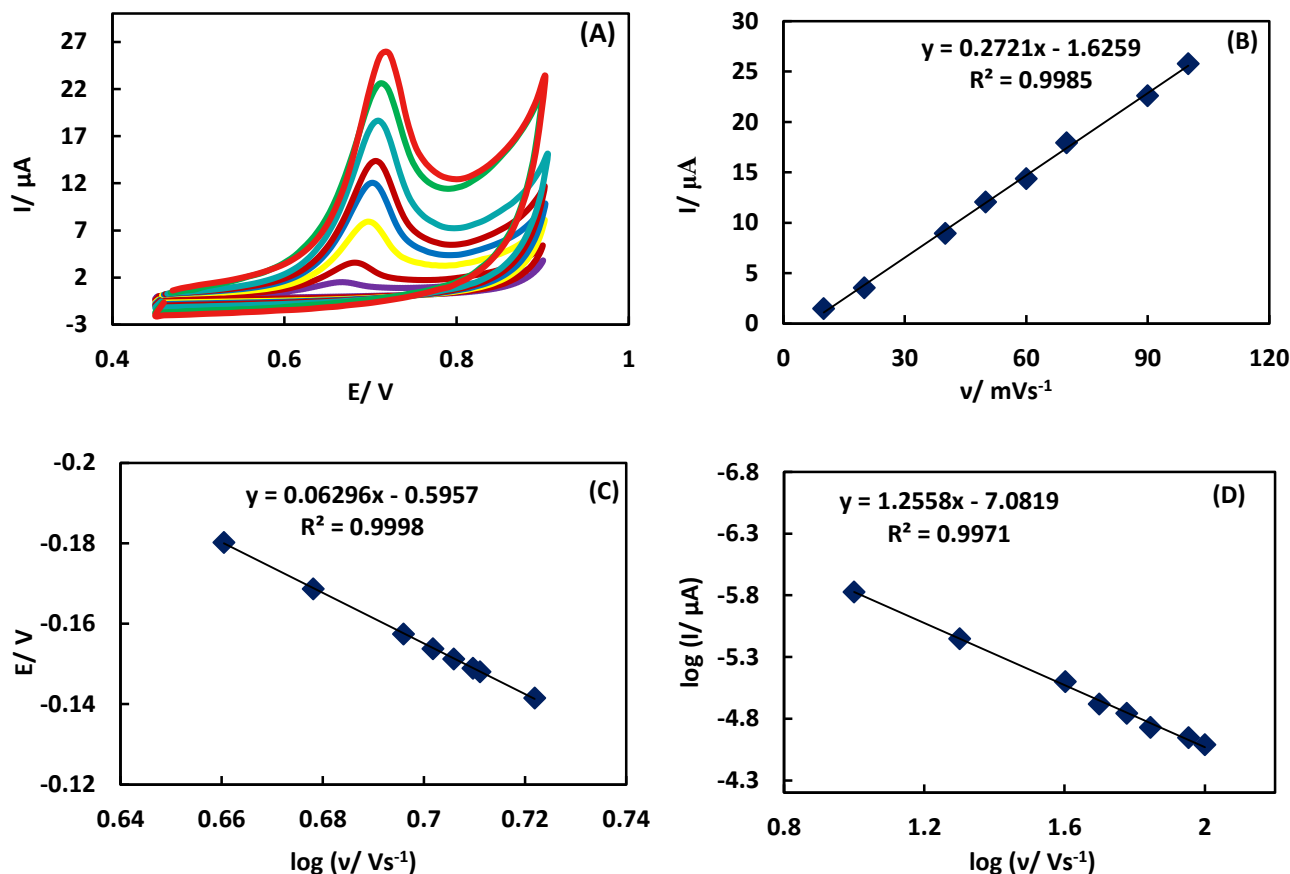 (A)
I/ µA
27
22
17
12
7
2
-3
0.4
0.6
0.8
1
E/ V
(B)
y = 0.2721x - 1.6259
R² = 0.9985
I/ µA
30
25
20
15
10
5
0
0
30
60
90
120
ν/ mVs⁻¹
(C)
y = 0.06296x - 0.5957
R² = 0.9998
E/ V
-0.2
-0.18
-0.16
-0.14
-0.12
0.64
0.66
0.68
0.7
0.72
0.74
log (ν/ Vs⁻¹)
(D)
y = 1.2558x - 7.0819
R² = 0.9971
log (I/ µA)
-6.8
-6.3
-5.8
-5.3
-4.8
-4.3
0.8
1.2
1.6
2
log (ν/ Vs⁻¹)